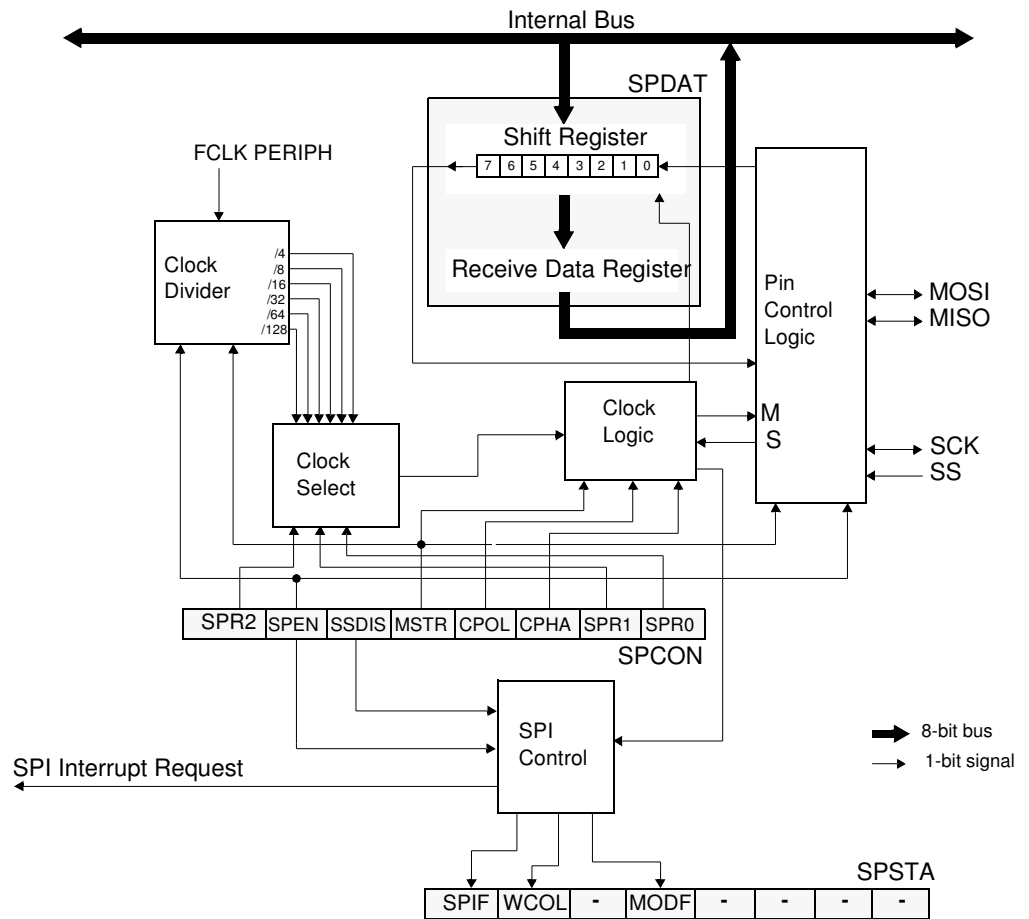 Internal Bus
SPDAT
Shift Register
7 6 5 4 3 2 1 0
FCLK PERIPH
Clock
Divider
/4
/8
/16
/32
/64
/128
Receive Data Register
Pin
Control
Logic
MOSI
MISO
Clock
Logic
M
S
SCK
SS
Clock
Select
SPR2 SPEN SSDIS MSTR CPOL CPHA SPR1 SPR0
SPCON
SPI
Control
8-bit bus
1-bit signal
SPI Interrupt Request
SPSTA
SPIF WCOL - MODF - - - -